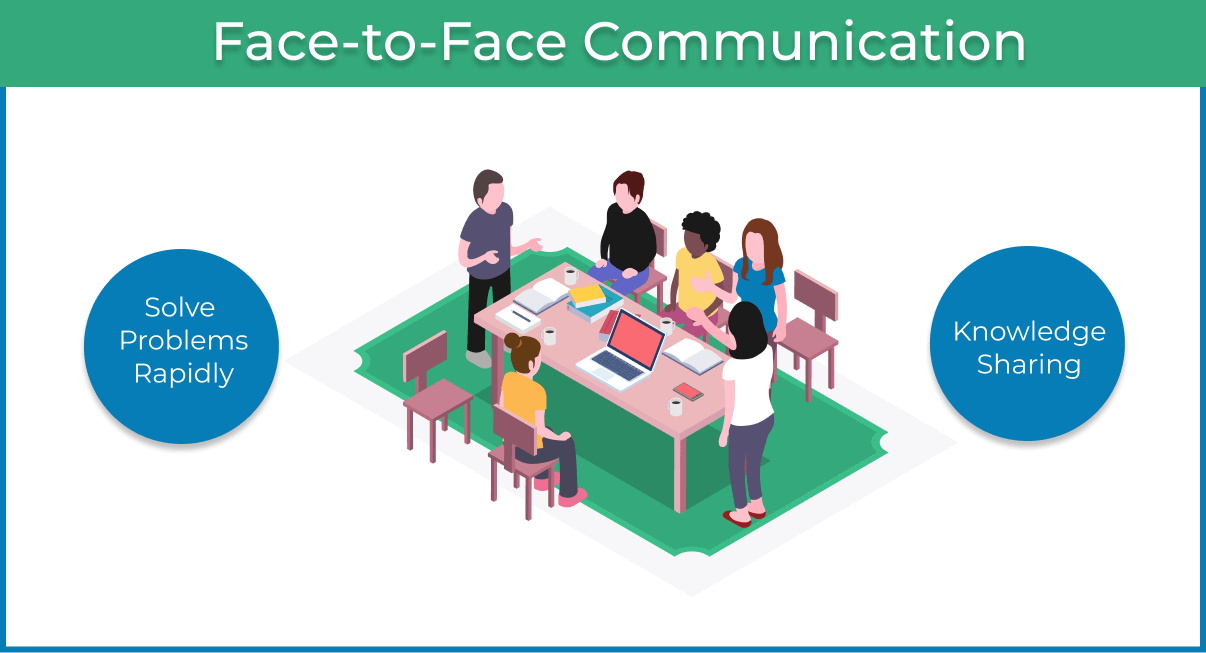 Face-to-Face Communication
Solve
Problems
Rapidly
Knowledge
Sharing